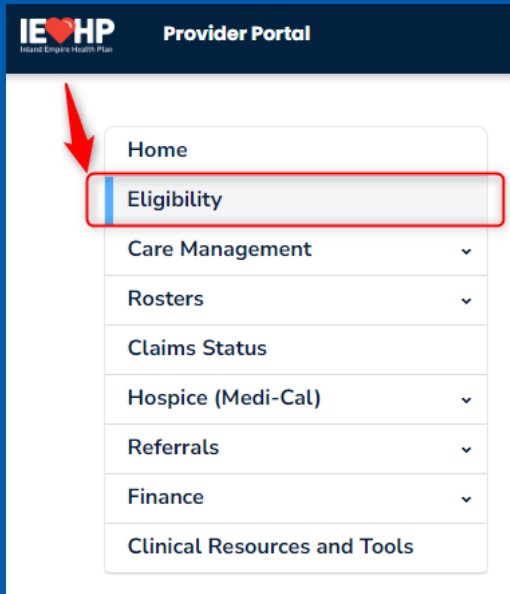 IEHP
Inland Empire Health Plan
Provider Portal
Home
Eligibility
Care Management
Rosters
Claims Status
Hospice (Medi-Cal)
Referrals
Finance
Clinical Resources and Tools